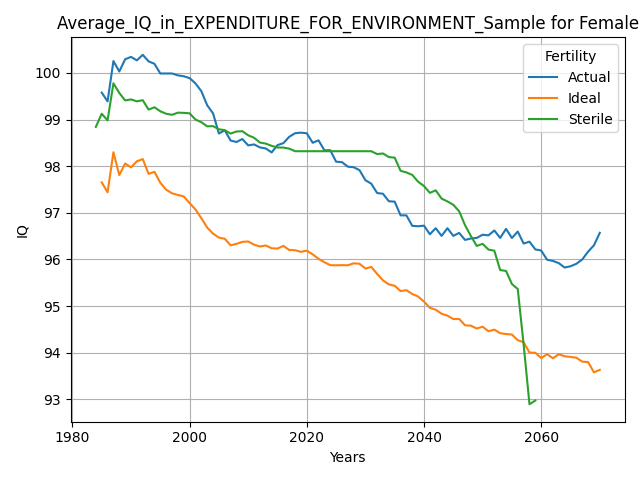 Average_IQ_in_EXPENDITURE_FOR_ENVIRONMENT_Sample for Female
Fertility
Actual
Ideal
Sterile
IQ
100
99
98
97
96
95
94
93
1980
2000
2020
2040
2060
Years